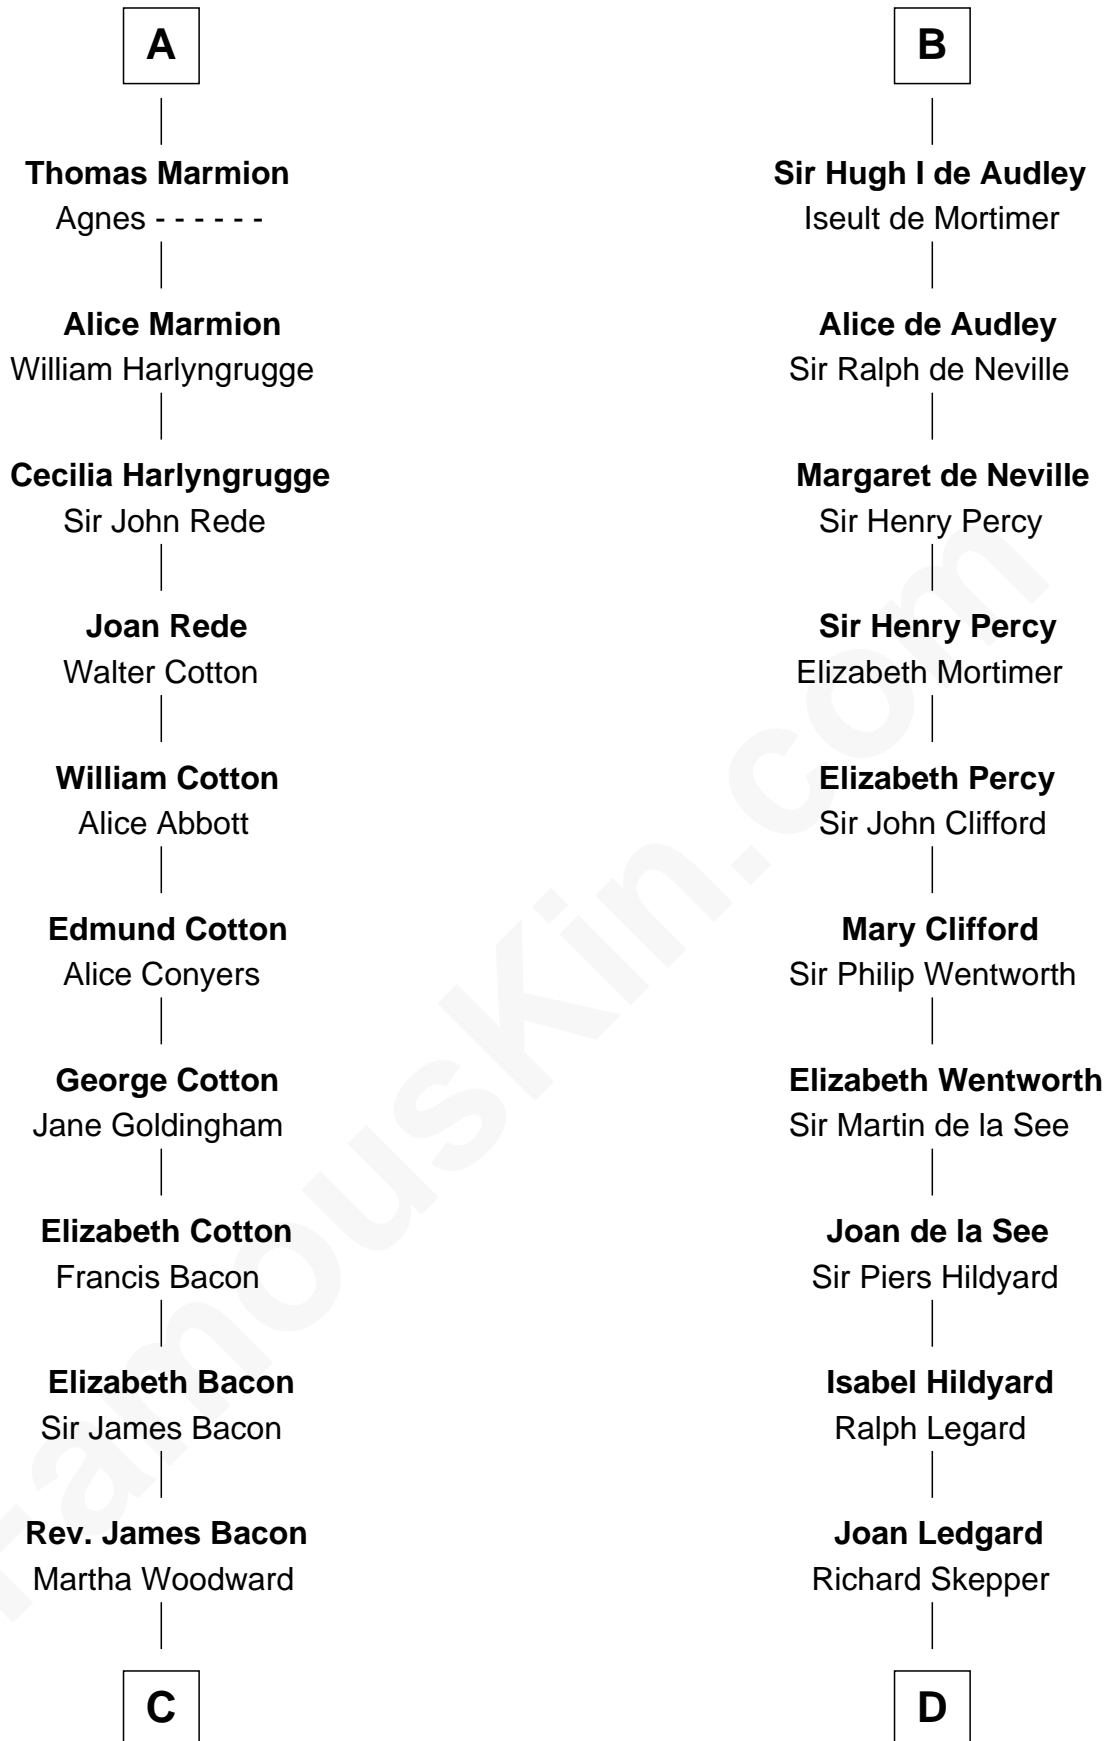 A
Thomas Marmion
Agnes - - - - - -
Alice Marmion
William Harlyngrugge
Cecilia Harlyngrugge
Sir John Rede
Joan Rede
Walter Cotton
William Cotton
Alice Abbott
Edmund Cotton
Alice Conyers
George Cotton
Jane Goldingham
Elizabeth Cotton
Francis Bacon
Elizabeth Bacon
Sir James Bacon
Rev. James Bacon
Martha Woodward
C
B
Sir Hugh I de Audley
Iseult de Mortimer
Alice de Audley
Sir Ralph de Neville
Margaret de Neville
Sir Henry Percy
Sir Henry Percy
Elizabeth Mortimer
Elizabeth Percy
Sir John Clifford
Mary Clifford
Sir Philip Wentworth
Elizabeth Wentworth
Sir Martin de la See
Joan de la See
Sir Piers Hildyard
Isabel Hildyard
Ralph Legard
Joan Ledgard
Richard Skepper
D
FamousKin.com